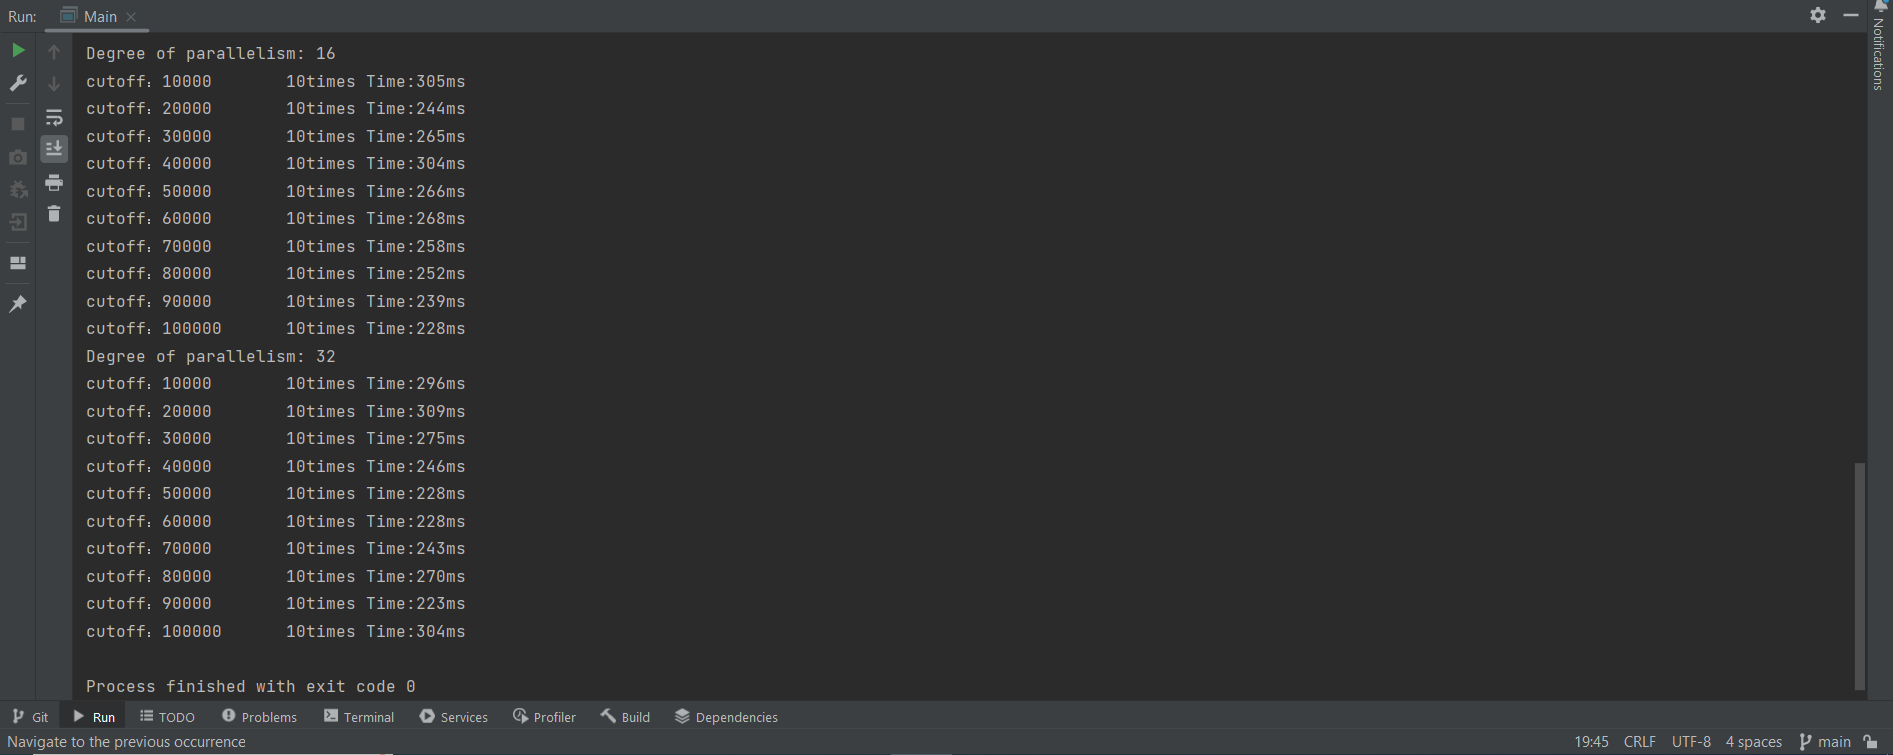 Run: Main
Notifications
Degree of parallelism: 16
cutoff：10000 10times Time:305ms
cutoff：20000 10times Time:244ms
cutoff：30000 10times Time:265ms
cutoff：40000 10times Time:304ms
cutoff：50000 10times Time:266ms
cutoff：60000 10times Time:268ms
cutoff：70000 10times Time:258ms
cutoff：80000 10times Time:252ms
cutoff：90000 10times Time:239ms
cutoff：100000 10times Time:228ms
Degree of parallelism: 32
cutoff：10000 10times Time:296ms
cutoff：20000 10times Time:309ms
cutoff：30000 10times Time:275ms
cutoff：40000 10times Time:246ms
cutoff：50000 10times Time:228ms
cutoff：60000 10times Time:228ms
cutoff：70000 10times Time:243ms
cutoff：80000 10times Time:270ms
cutoff：90000 10times Time:223ms
cutoff：100000 10times Time:304ms
Process finished with exit code 0
Git Run TODO Problems Terminal Services Profiler Build Dependencies
Navigate to the previous occurrence 19:45 CRLF UTF-8 4 spaces main